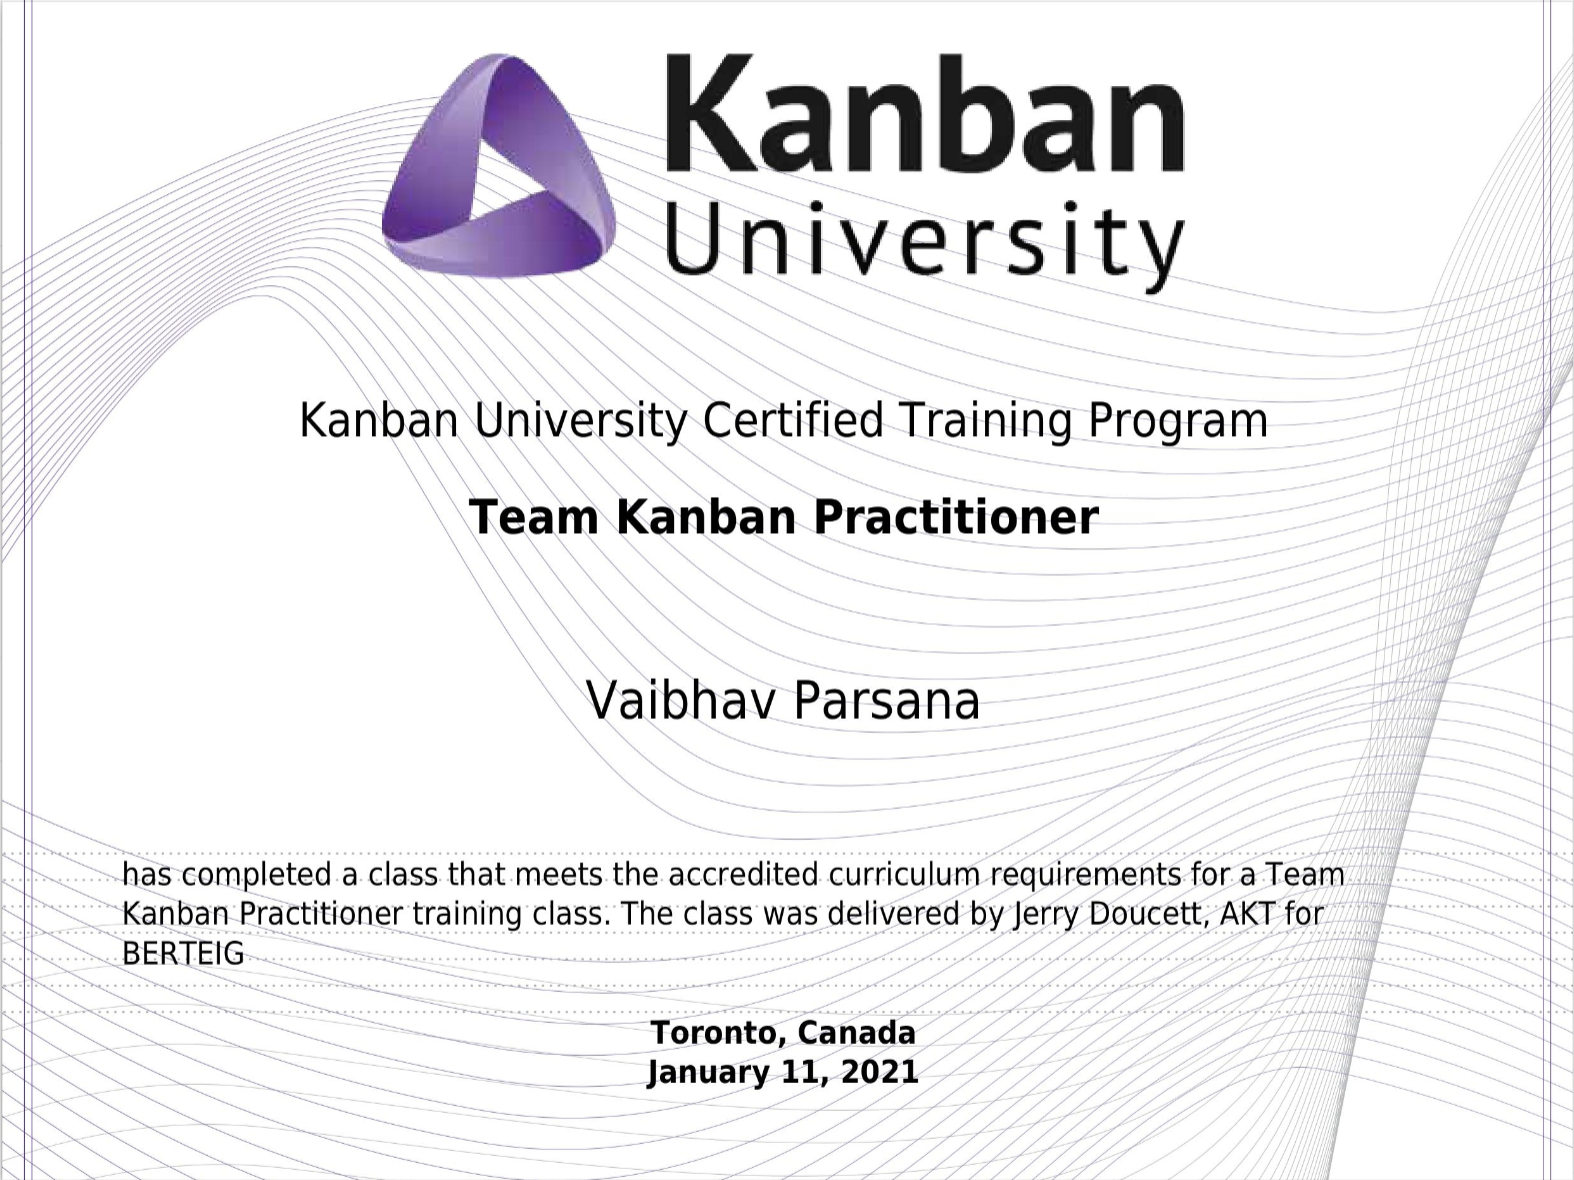 Kanban
University
Kanban University Certified Training Program
Team Kanban Practitioner
Vaibhav Parsana
has completed a class that meets the accredited curriculum requirements for a Team
Kanban Practitioner training class. The class was delivered by Jerry Doucett, AKT for
BERTEIG
Toronto, Canada
January 11, 2021